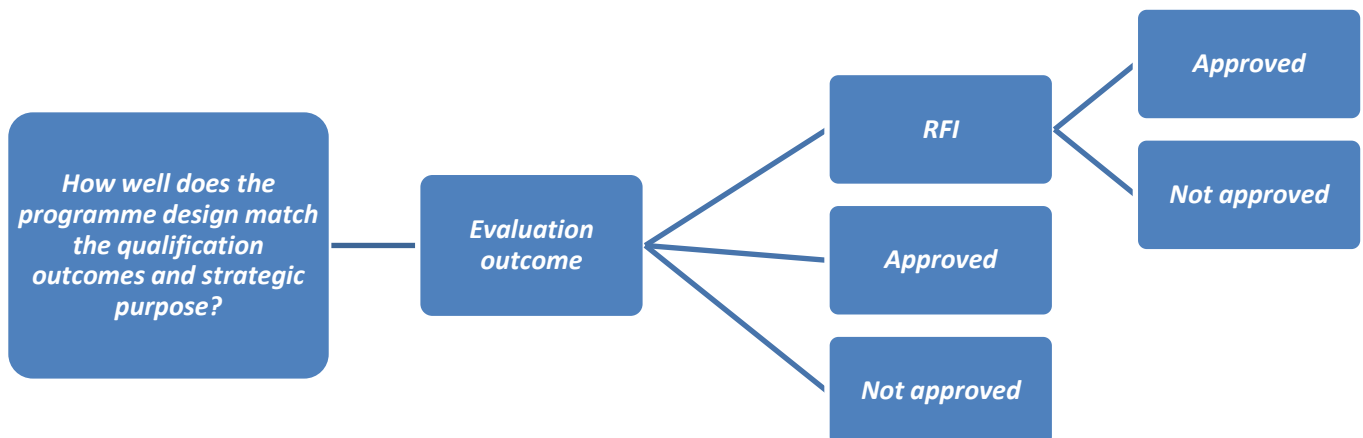 How well does the
programme design match
the qualification
outcomes and strategic
purpose?
Evaluation
outcome
RFI
Approved
Not approved
Approved
Not approved